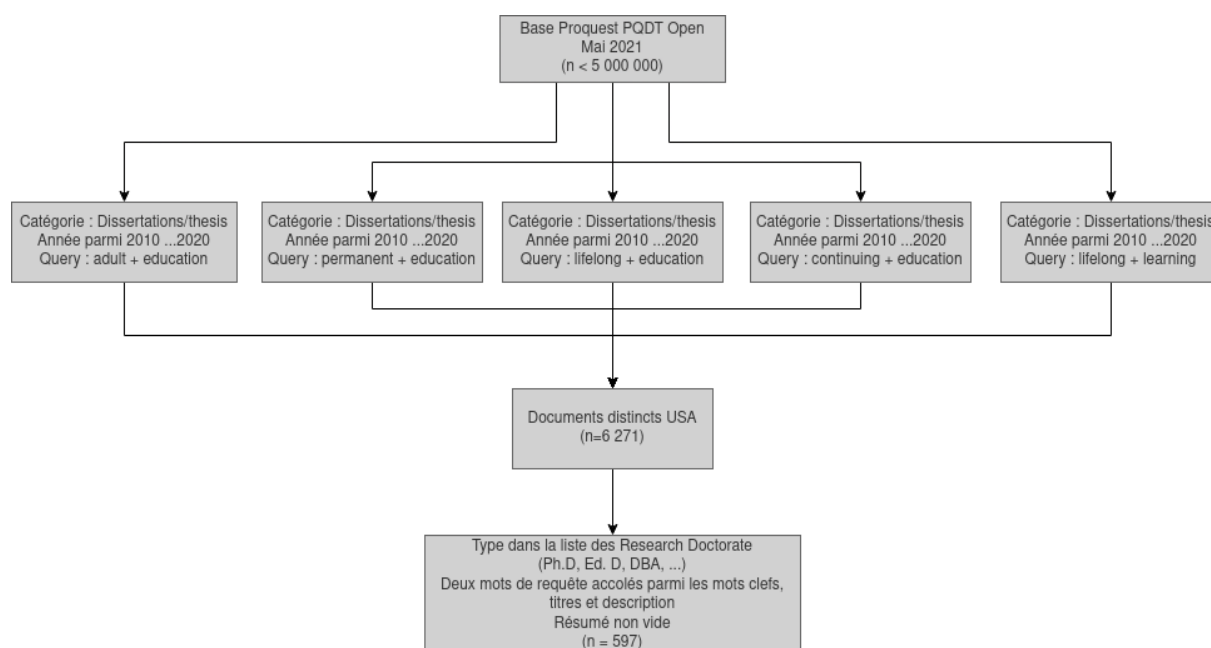 Base Proquest PQDT Open
Mai 2021
(n < 5 000 000)
Catégorie : Dissertations/thesis
Année parmi 2010 ...2020
Query : adult + education
Catégorie : Dissertations/thesis
Année parmi 2010 ...2020
Query : permanent + education
Catégorie : Dissertations/thesis
Année parmi 2010 ...2020
Query : lifelong + education
Catégorie : Dissertations/thesis
Année parmi 2010 ...2020
Query : continuing + education
Catégorie : Dissertations/thesis
Année parmi 2010 ...2020
Query : lifelong + learning
Documents distincts USA
(n=6 271)
Type dans la liste des Research Doctorate
(Ph.D, Ed. D, DBA, ...)
Deux mots de requête accolés parmi les mots clefs,
titres et description
Résumé non vide
(n = 597)